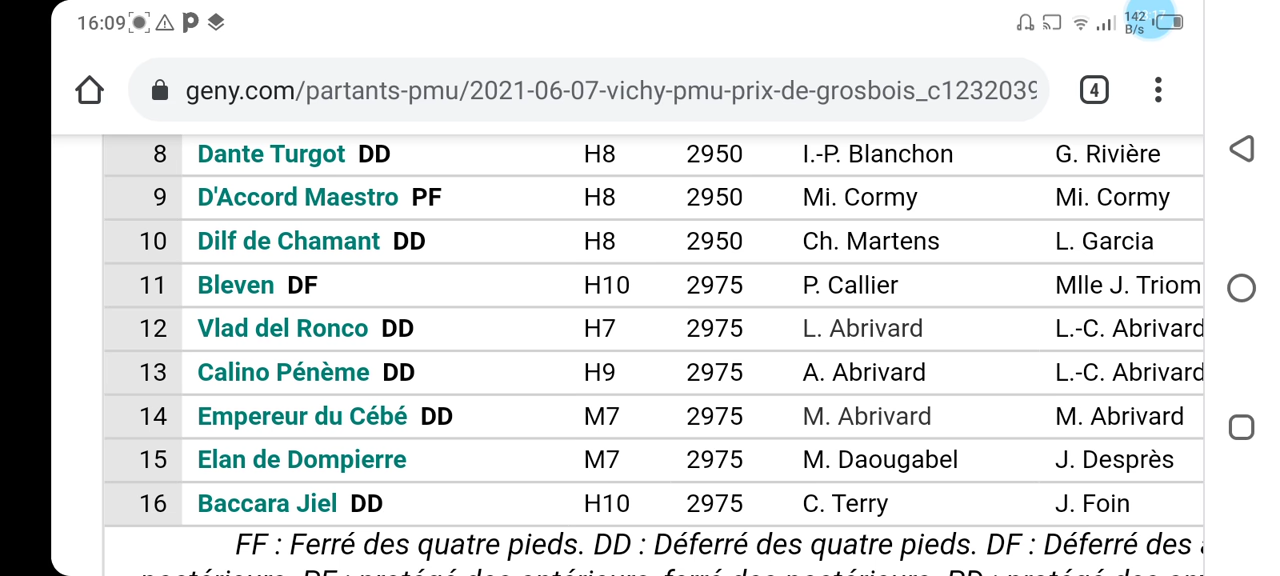 16:09 142 B/s
geny.com/partants-pmu/2021-06-07-vichy-pmu-prix-de-grosbois_c1232039 4
8 Dante Turgot DD H8 2950 I.-P. Blanchon G. Rivière
9 D'Accord Maestro PF H8 2950 Mi. Cormy Mi. Cormy
10 Dilf de Chamant DD H8 2950 Ch. Martens L. Garcia
11 Bleven DF H10 2975 P. Callier Mlle J. Triom
12 Vlad del Ronco DD H7 2975 L. Abrivard L.-C. Abrivard
13 Calino Pénème DD H9 2975 A. Abrivard L.-C. Abrivard
14 Empereur du Cébé DD M7 2975 M. Abrivard M. Abrivard
15 Elan de Dompierre M7 2975 M. Daougabel J. Desprès
16 Baccara Jiel DD H10 2975 C. Terry J. Foin
FF : Ferré des quatre pieds. DD : Déferré des quatre pieds. DF : Déferré des